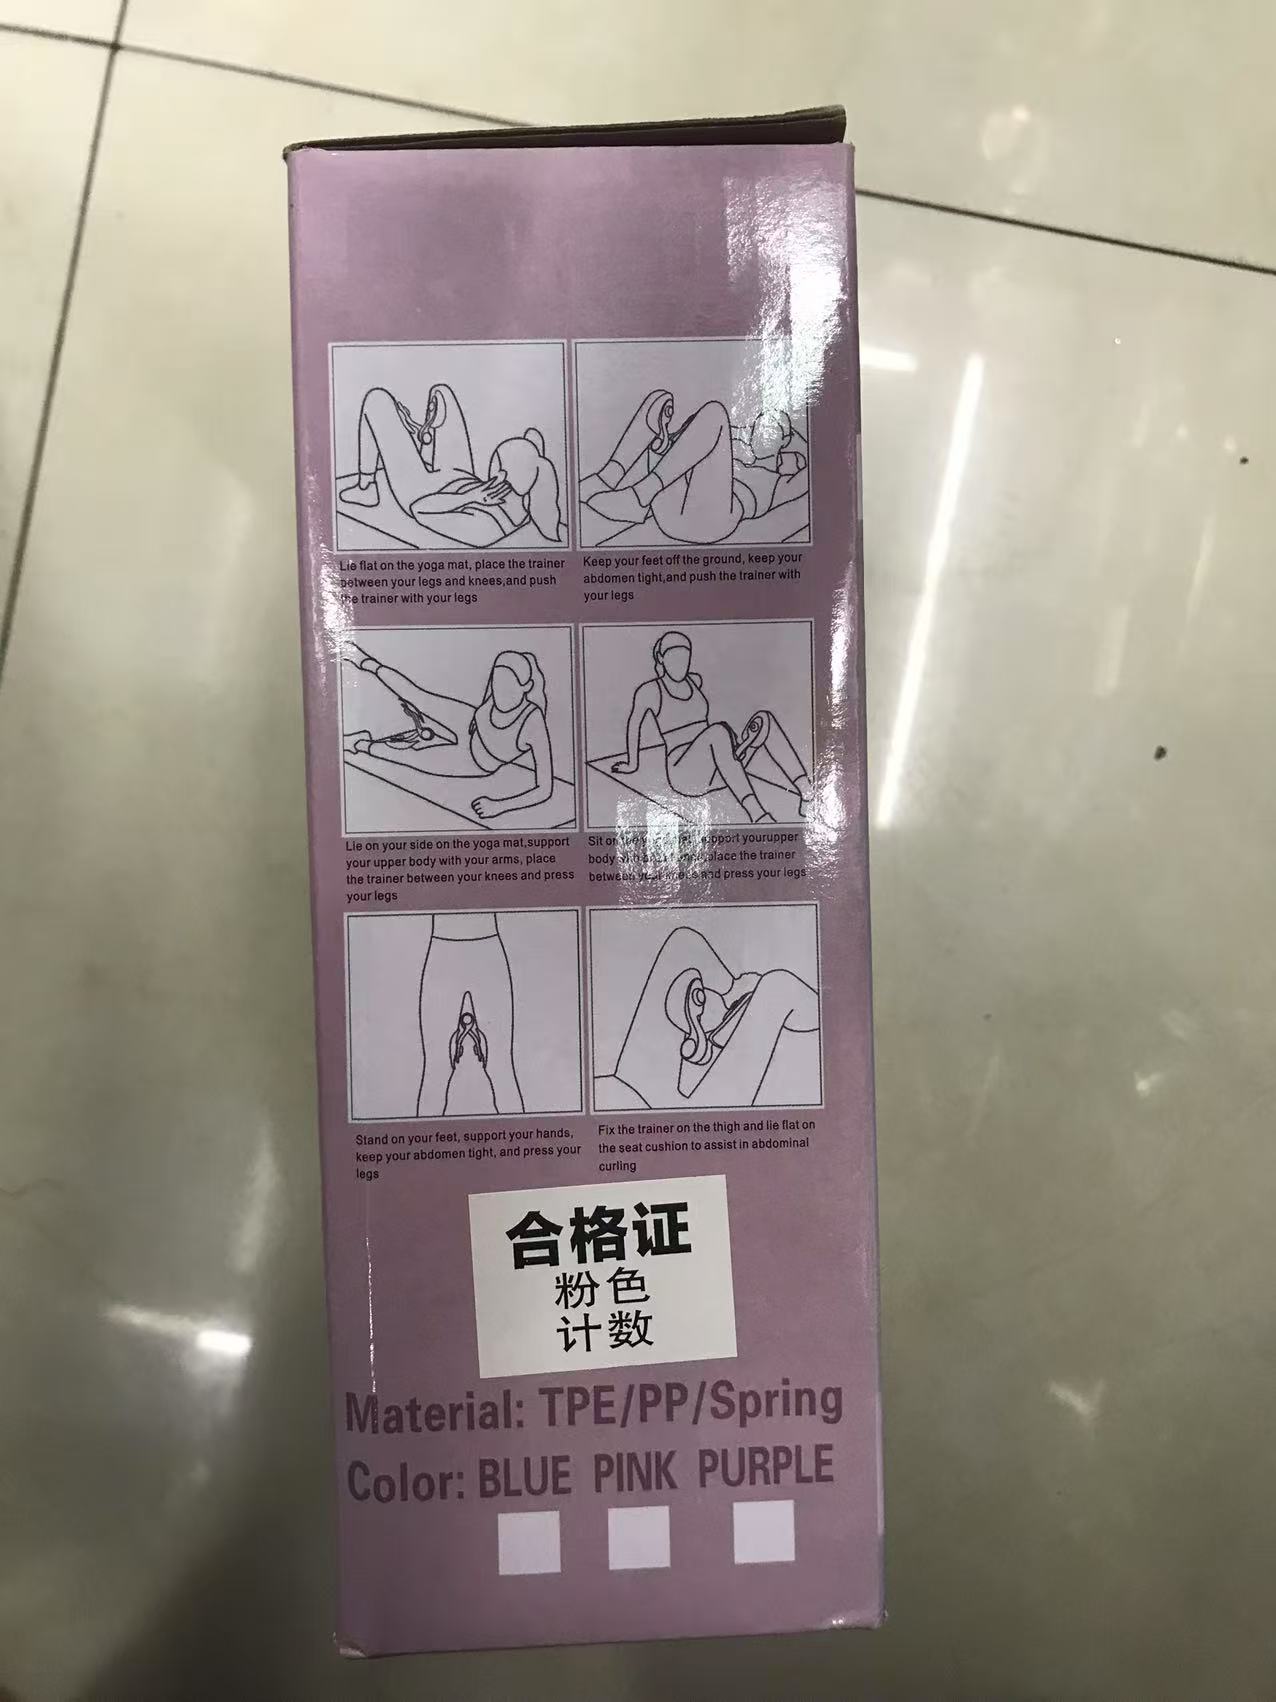 Lie flat on the yoga mat, place the trainer
between your legs and knees,and push
the trainer with your legs
Keep your feet off the ground, keep your
abdomen tight,and push the trainer with
your legs
Lie on your side on the yoga mat,support
your upper body with your arms, place
the trainer between your knees and press
your legs
Sit on the support yourupper
body place the trainer
between and press your legs
Stand on your feet, support your hands,
keep your abdomen tight, and press your
legs
Fix the trainer on the thigh and lie flat on
the seat cushion to assist in abdominal
curling
合格证
粉色
计数
Material: TPE/PP/Spring
Color: BLUE PINK PURPLE